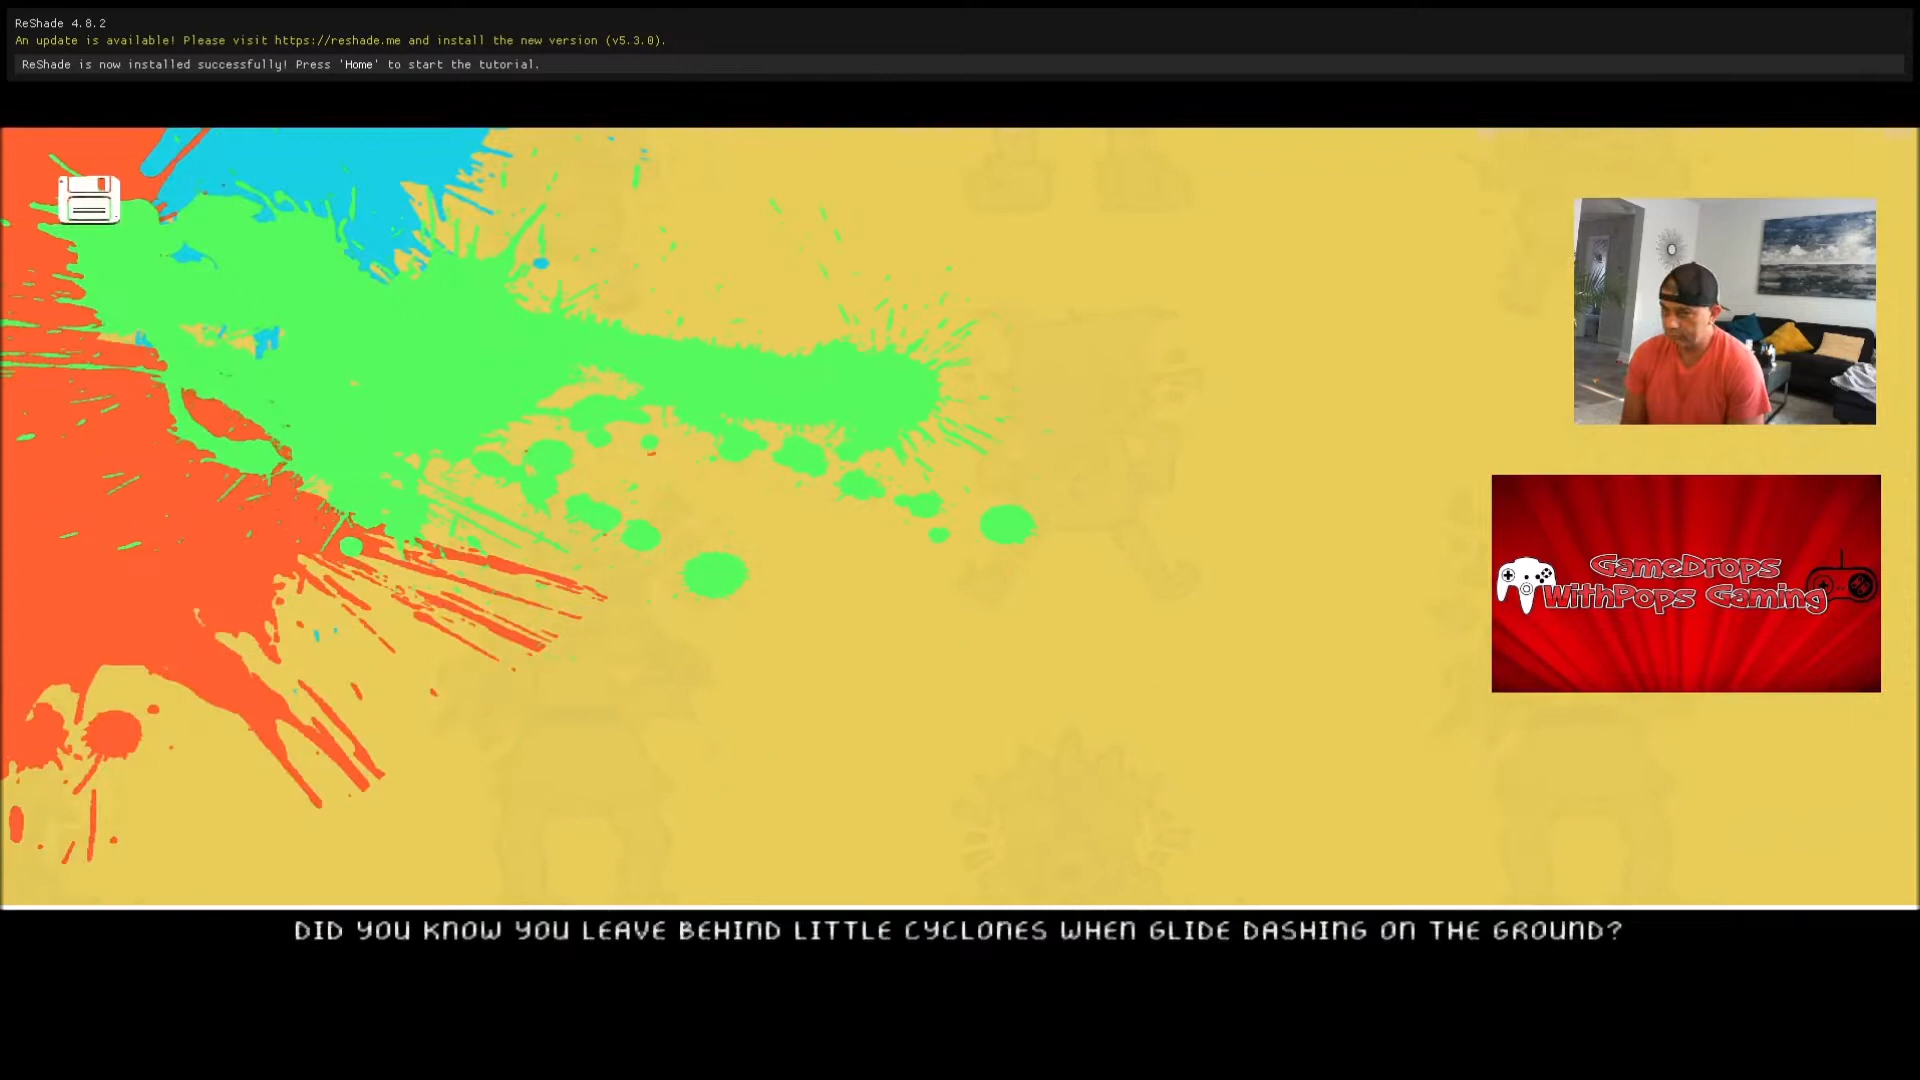 ReShade 4.8.2
An update is available! Please visit https://reshade.me and install the new version (v5.3.0).
ReShade is now installed successfully! Press 'Home' to start the tutorial.
GameDrops
WithPops Gaming
DID YOU KNOW YOU LEAVE BEHIND LITTLE CYCLONES WHEN GLIDE DASHING ON THE GROUND?